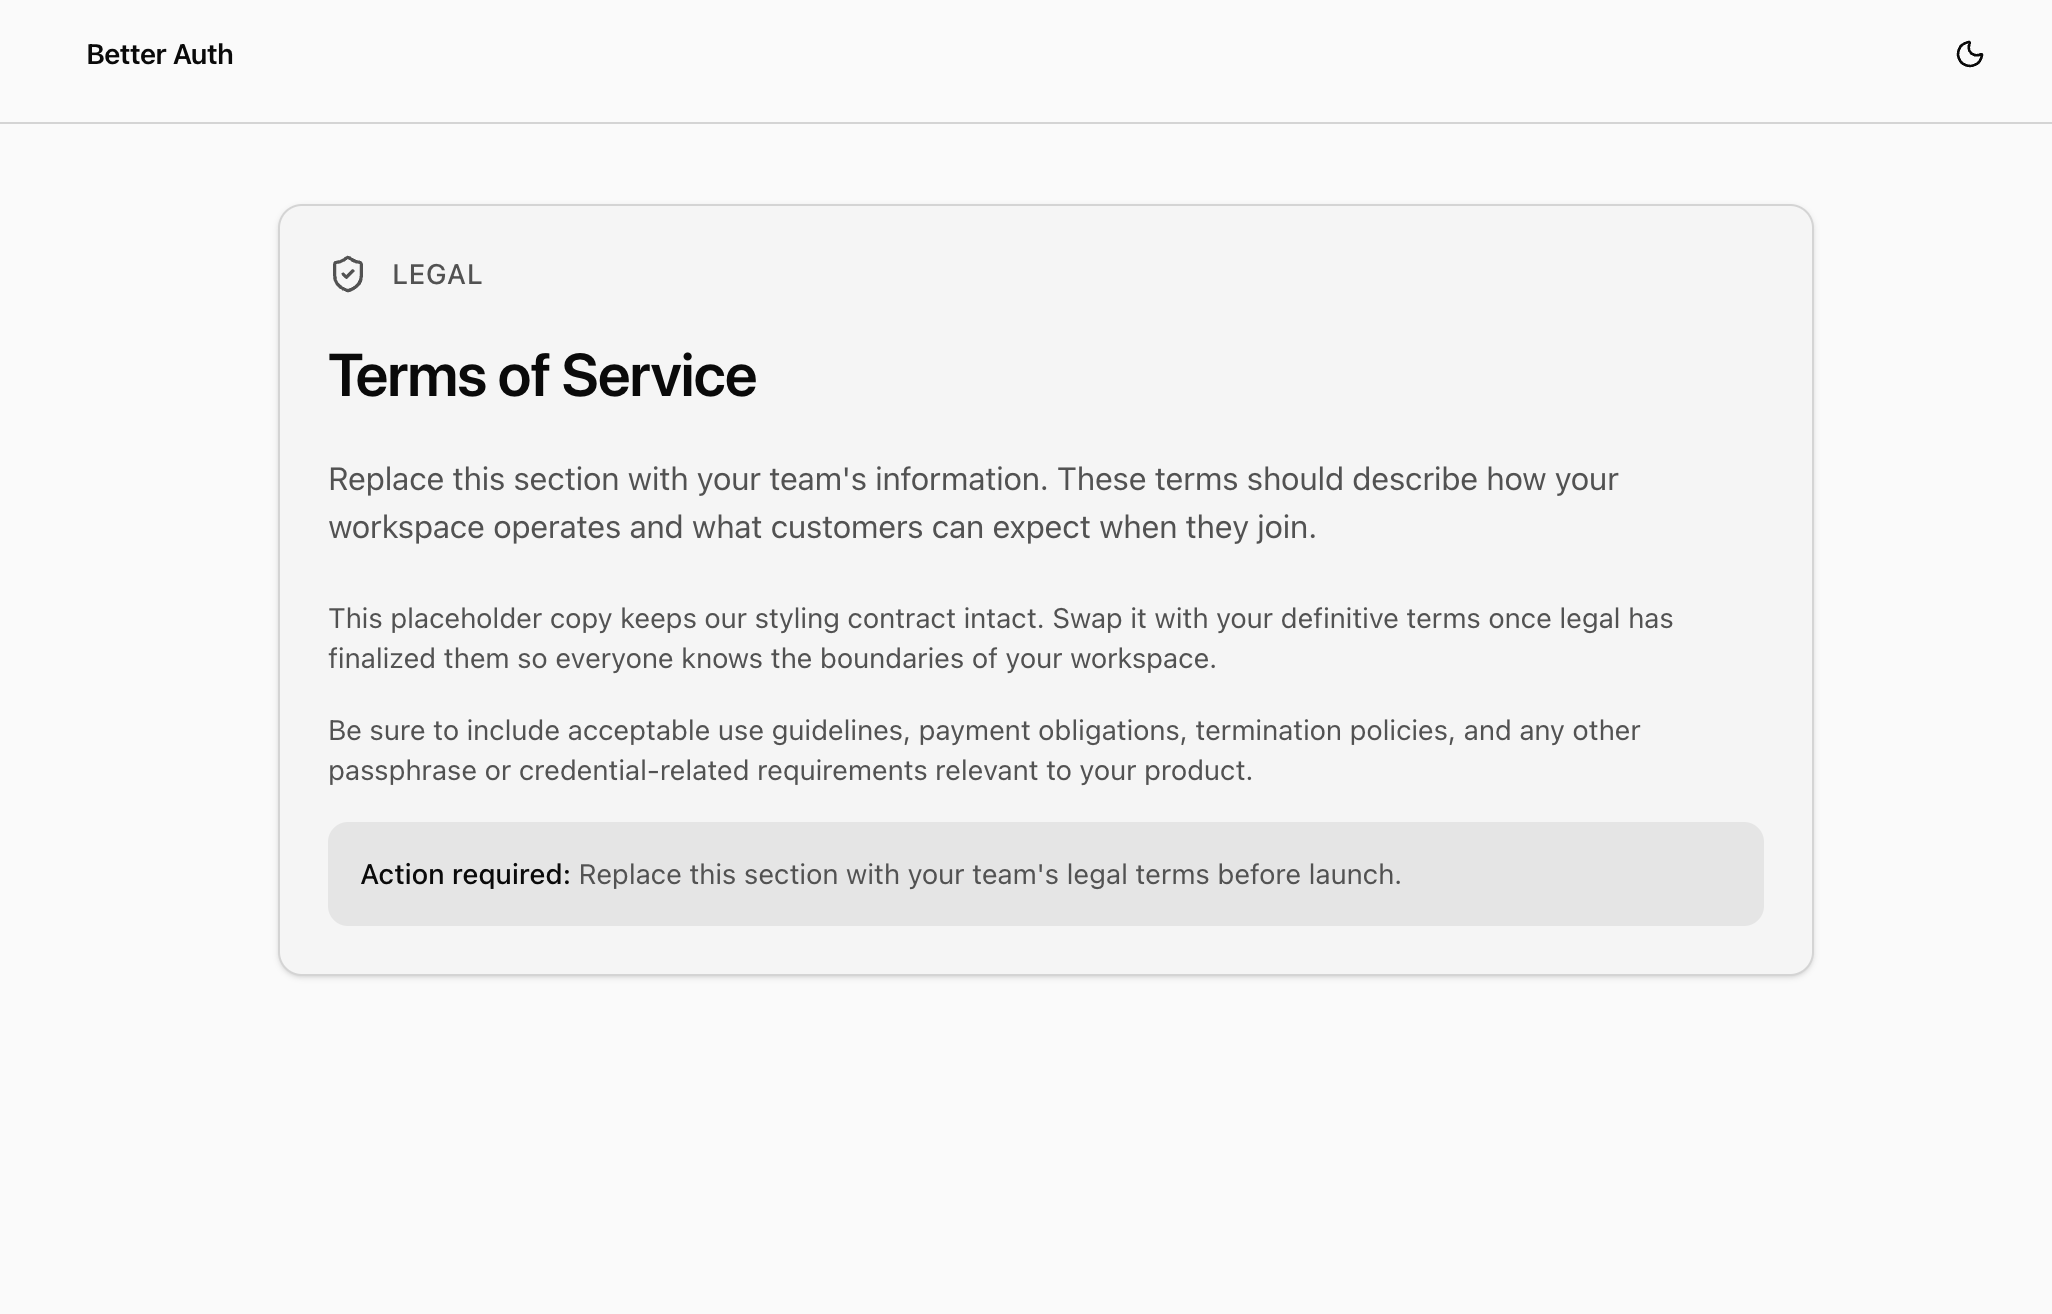 Better Auth
LEGAL
Terms of Service
Replace this section with your team's information. These terms should describe how your
workspace operates and what customers can expect when they join.
This placeholder copy keeps our styling contract intact. Swap it with your definitive terms once legal has
finalized them so everyone knows the boundaries of your workspace.
Be sure to include acceptable use guidelines, payment obligations, termination policies, and any other
passphrase or credential-related requirements relevant to your product.
Action required: Replace this section with your team's legal terms before launch.